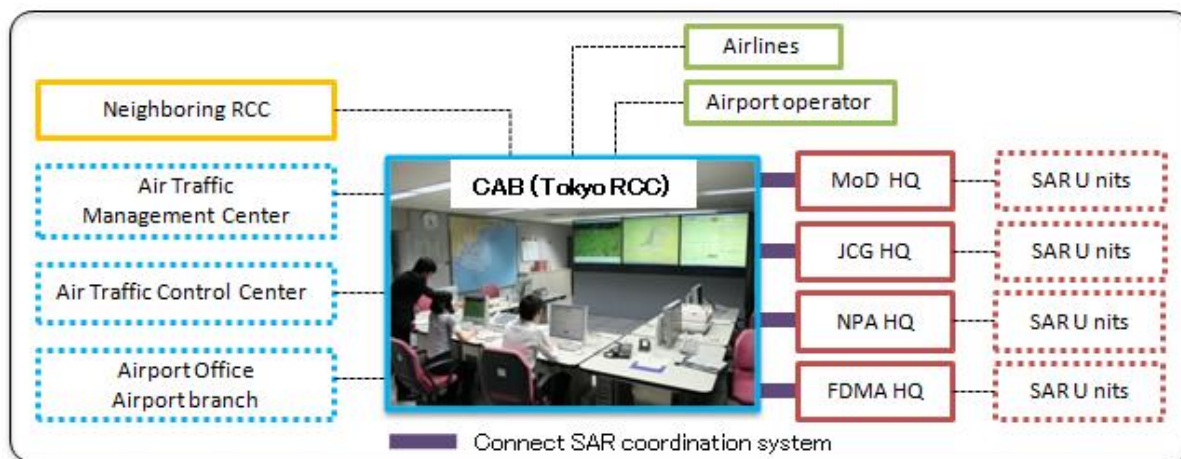 Airlines
Airport operator
Neighboring RCC
Air Traffic
Management Center
Air Traffic Control Center
Airport Office
Airport branch
CAB (Tokyo RCC)
MoD HQ
SAR U nits
JCG HQ
SAR U nits
NPA HQ
SAR U nits
FDMA HQ
SAR U nits
Connect SAR coordination system